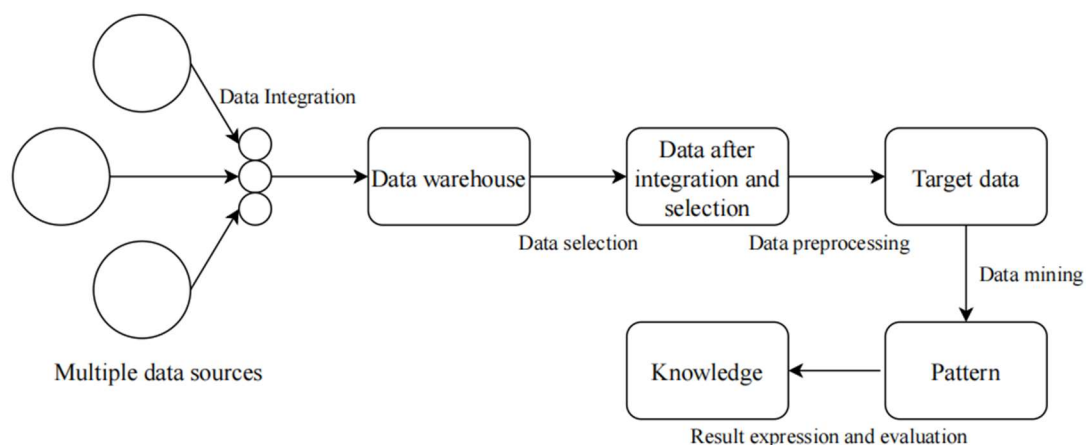 Data Integration
Data warehouse
Data after
integration and
selection
Target data
Data selection
Data preprocessing
Data mining
Multiple data sources
Knowledge
Pattern
Result expression and evaluation